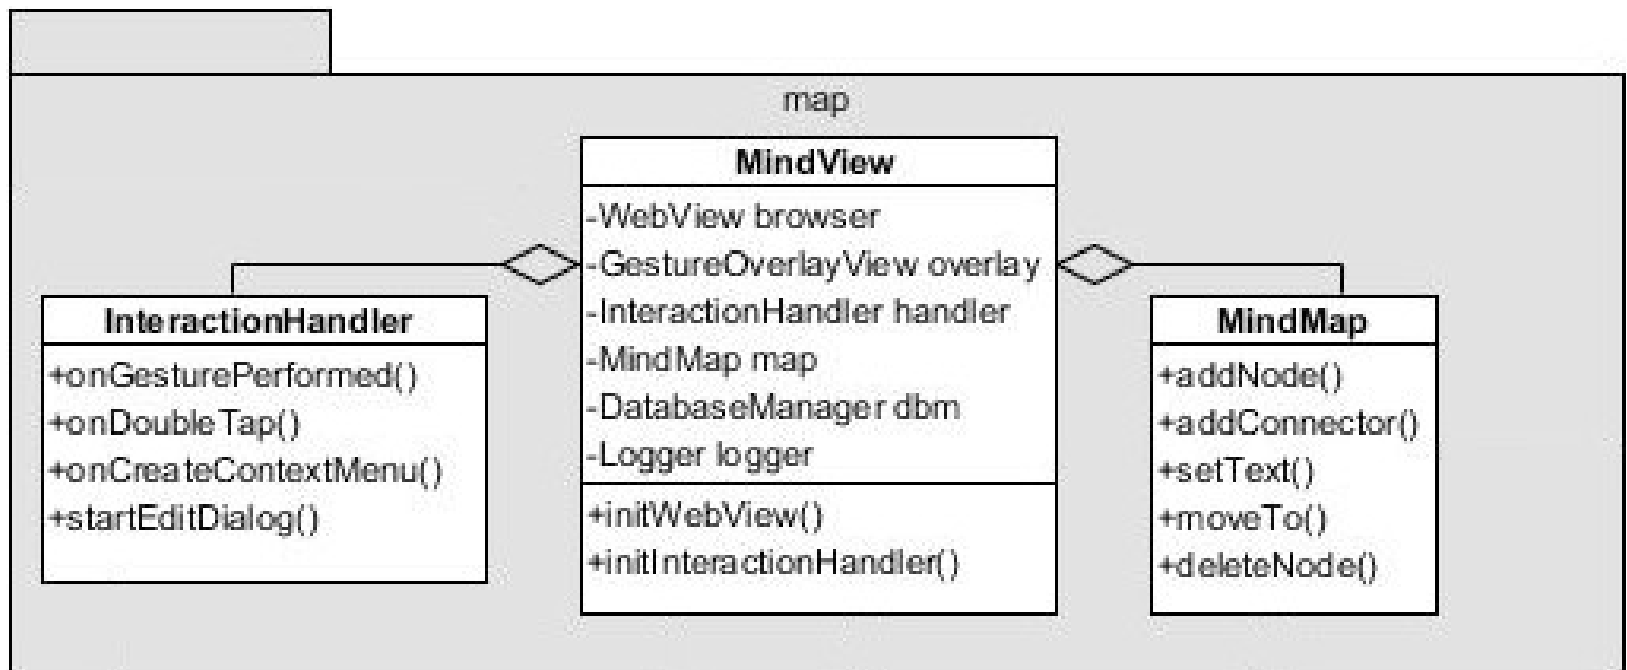 map
MindView
-WebView browser
-GestureOverlayView overlay
-InteractionHandler handler
-MindMap map
-DatabaseManager dbm
-Logger logger
+initWebView()
+initInteractionHandler()
InteractionHandler
+onGesturePerformed()
+onDoubleTap()
+onCreateContextMenu()
+startEditDialog()
MindMap
+addNode()
+addConnector()
+setText()
+moveTo()
+deleteNode()